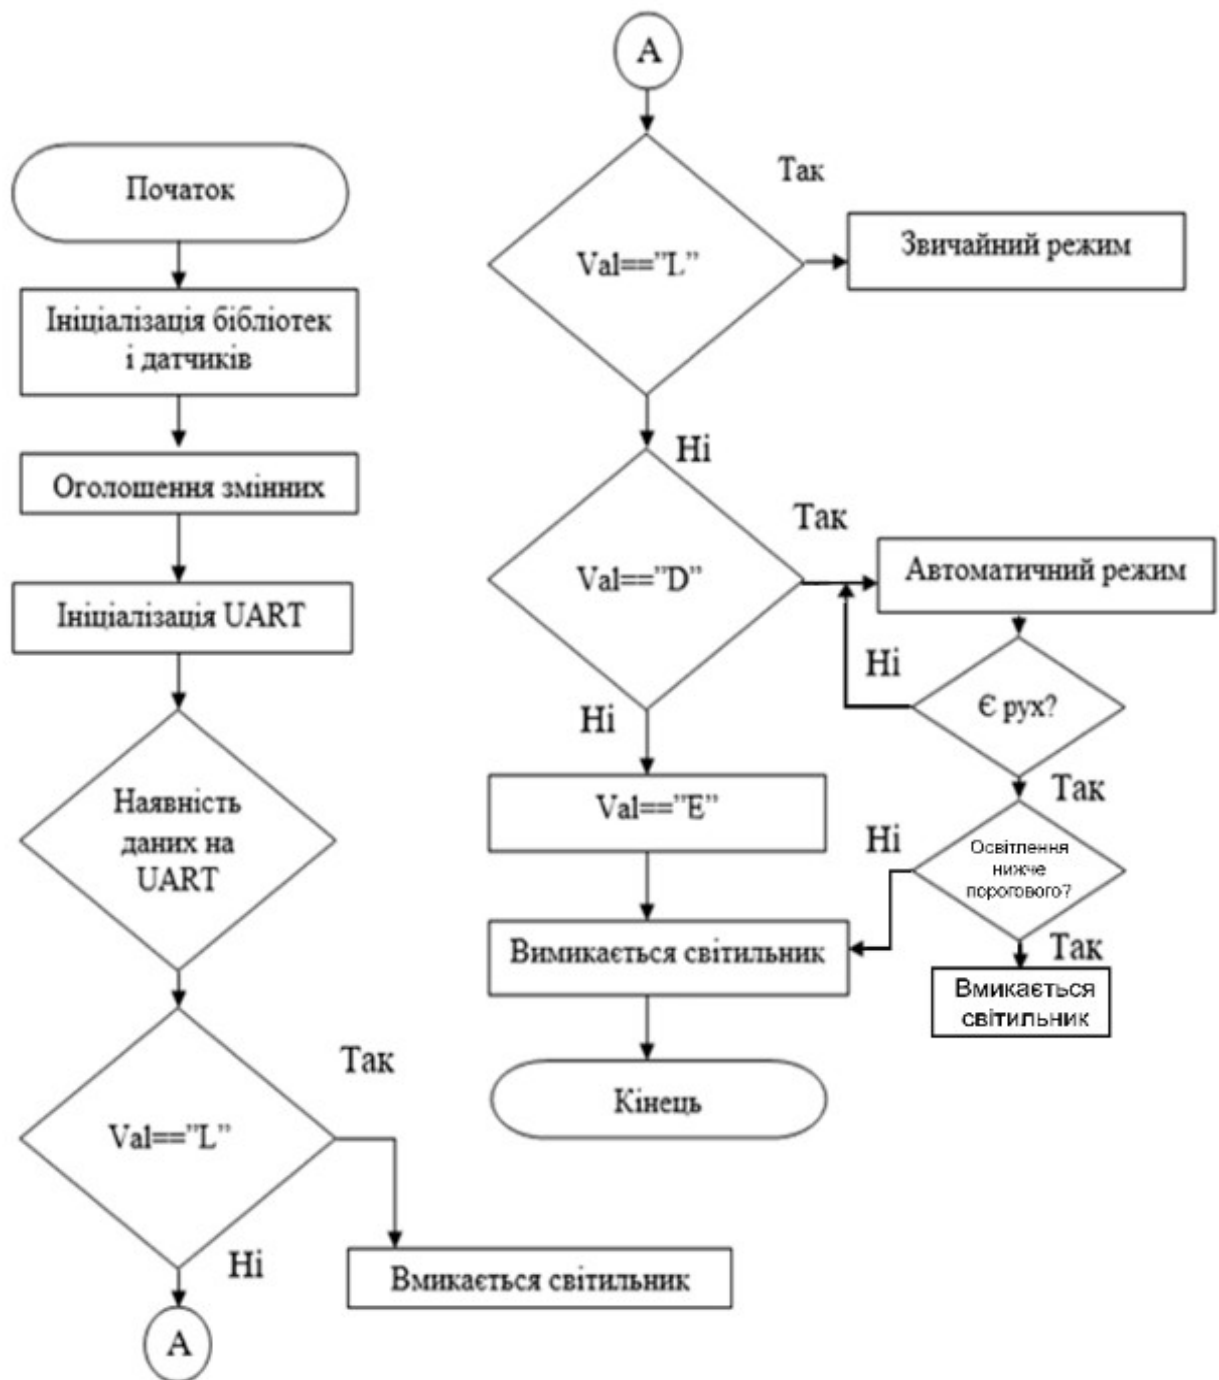 Початок
Ініціалізація бібліотек
і датчиків
Оголошення змінних
Ініціалізація UART
Наявність
даних на
UART
Val==”L”
Так
Ні
Вмикається світильник
А
А
Val==”L”
Так
Звичайний режим
Ні
Val==”D”
Так
Автоматичний режим
Ні
Є рух?
Так
Ні
Val==”E”
Ні
Освітлення
нижче
порогового?
Так
Вимикається світильник
Вмикається
світильник
Кінець